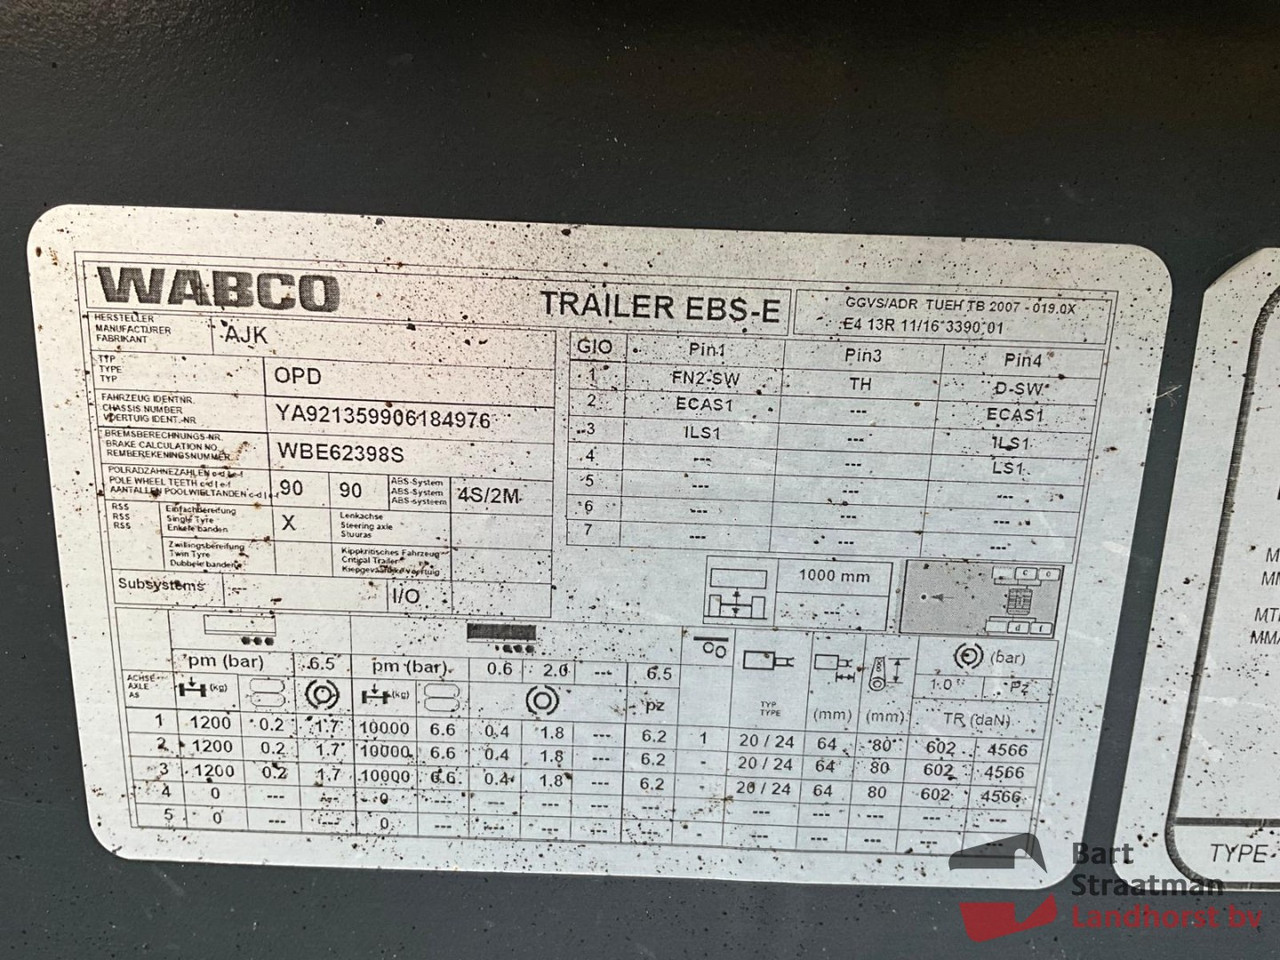 WABCO
TRAILER EBS-E
GGVS/ADR TUEH TB 2007 - 019.0X
E4 13R 11/16 3390 01
HERSTELLER
MANUFACTURER
FABRIKANT
AJK
TYP
TYPE
TYP
OPD
FAHRZEUG IDENTNR.
CHASSIS NUMBER
VOERTUIG IDENT.-NR
YA921359906184976
BREMSBERECHNUNGS-NR.
BRAKE CALCULATION NO
REMBEREKENINGSNUMMER
WBE62398S
POLRADZAHNEZAHLEN c-d | e-f
POLE WHEEL TEETH c-d | e-f
AANTALLEN POOLWIELTANDEN c-d | e-f
90 90
ABS-System
ABS-System
ABS-systeem
4S/2M
RSS
RSS
RSS
Einfachbereifung
Single Tyre
Enkele banden
X
Lenkachse
Steering axle
Stuuras
Zwillingsbereifung
Twin Tyre
Dubbele banden
Kippkritisches Fahrzeug
Critical Trailer
Kiepgevaarlijke voertuig
Subsystems --
I/O
GIO Pin1 Pin3 Pin4
1 FN2-SW TH D-SW
2 ECAS1 --- ECAS1
3 ILS1 --- ILS1
4 --- --- LS1
5 --- --- ---
6 --- --- ---
7 --- --- ---
1000 mm
---
c e
d f
pm (bar) 6.5 pm (bar) 0.6 2.0 --- 6.5
(bar)
ACHSE
AXLE
AS
(kg) (kg) pz
TYP
TYPE
(mm) (mm)
1.0 Pz
TR (daN)
1 1200 0.2 1.7 10000 6.6 0.4 1.8 --- 6.2 1 20 / 24 64 80 602 4566
2 1200 0.2 1.7 10000 6.6 0.4 1.8 --- 6.2 - 20 / 24 64 80 602 4566
3 1200 0.2 1.7 10000 6.6 0.4 1.8 --- 6.2 - 20 / 24 64 80 602 4566
4 0 --- --- 0 --- --- --- --- --- --- --- --- --- ---
5 0 --- --- 0 --- --- --- --- --- --- --- --- --- ---
TYPE
Bart
Straatman
Landhorst bv